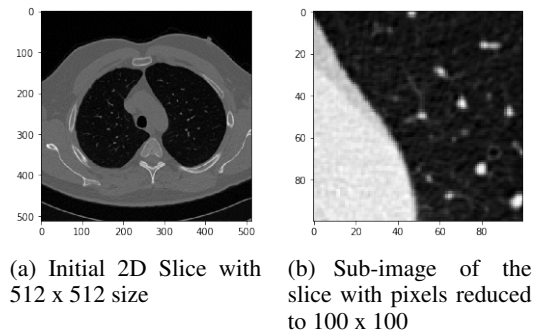 0
100
200
300
400
500
0 100 200 300 400 500
0
20
40
60
80
0 20 40 60 80
(a) Initial 2D Slice with
512 x 512 size
(b) Sub-image of the
slice with pixels reduced
to 100 x 100